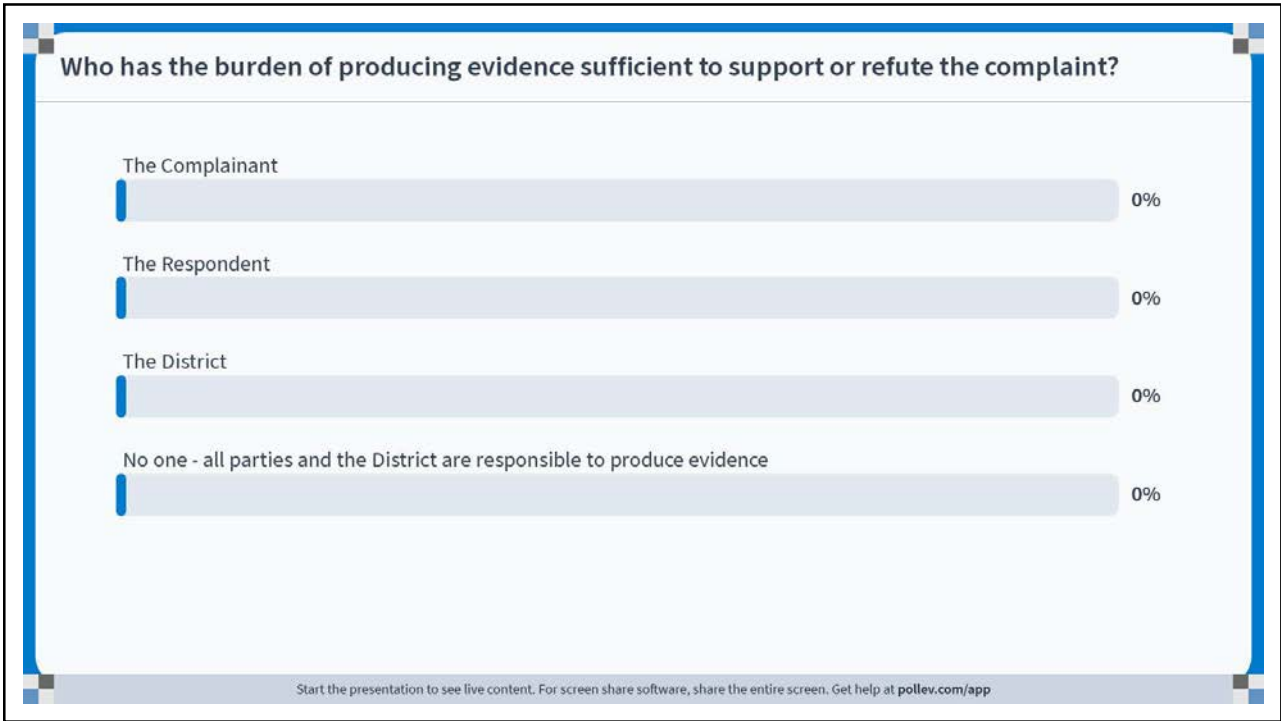 Who has the burden of producing evidence sufficient to support or refute the complaint?
The Complainant
0%
The Respondent
0%
The District
0%
No one - all parties and the District are responsible to produce evidence
0%
Start the presentation to see live content. For screen share software, share the entire screen. Get help at pollev.com/app